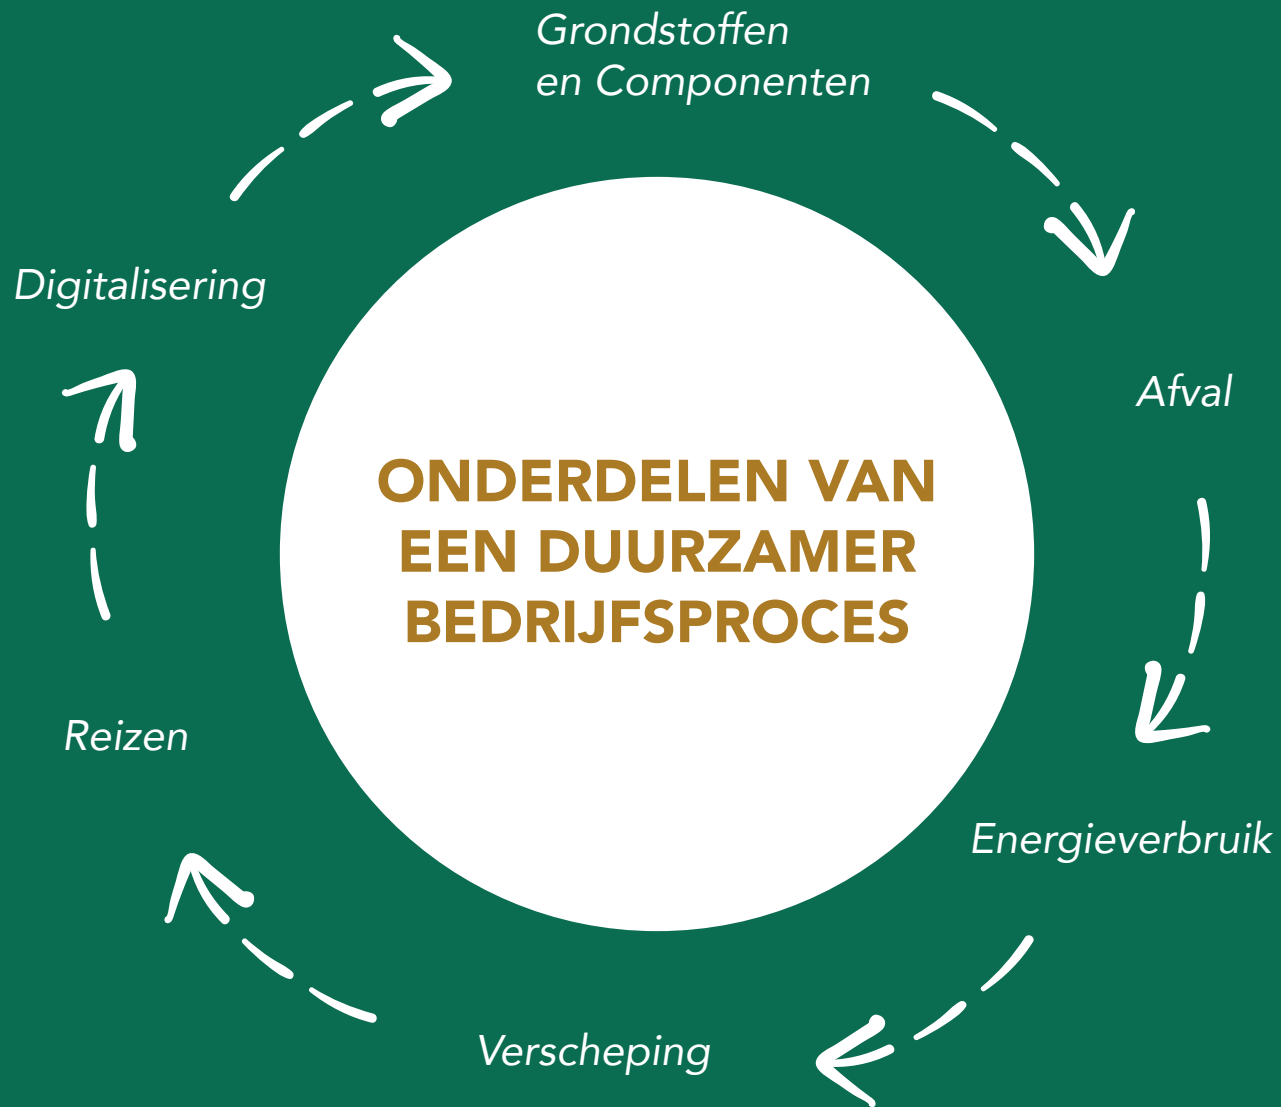 Grondstoffen
en Componenten
Digitalisering
Afval
ONDERDELEN VAN
EEN DUURZAMER
BEDRIJFSPROCES
Reizen
Energieverbruik
Verscheping